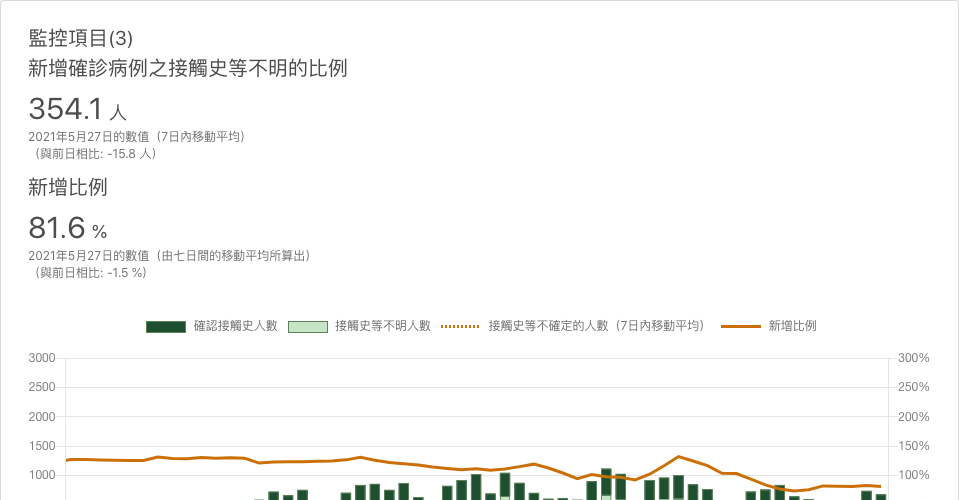 監控項目(3)
新增確診病例之接觸史等不明的比例
354.1 人
2021年5月27日的數值（7日內移動平均）
（與前日相比: -15.8 人）
新增比例
81.6 %
2021年5月27日的數值（由七日間的移動平均所算出）
（與前日相比: -1.5 %）
確認接觸史人數 接觸史等不明人數 接觸史等不確定的人數（7日內移動平均） 新增比例
3000 300%
2500 250%
2000 200%
1500 150%
1000 100%